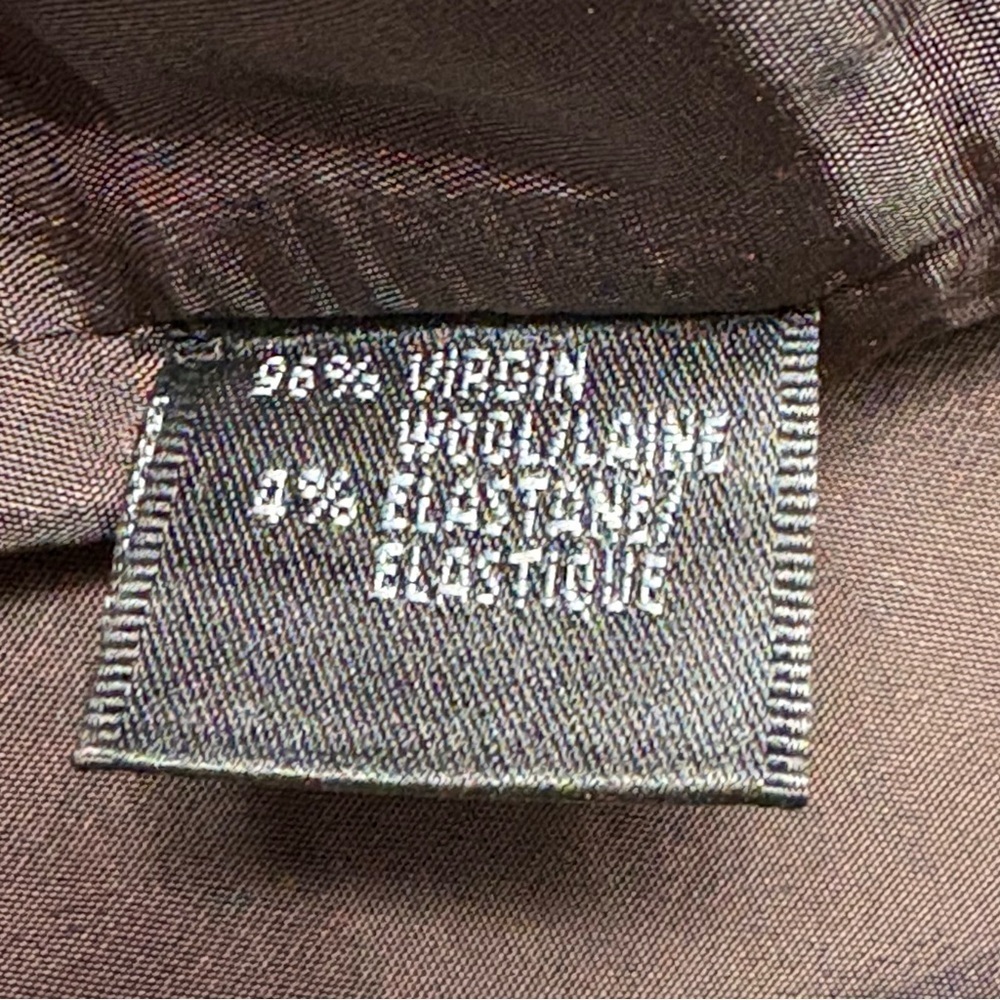 96% VIRGIN
WOOL/LAINE
4% ELASTANE/
ELASTIQUE